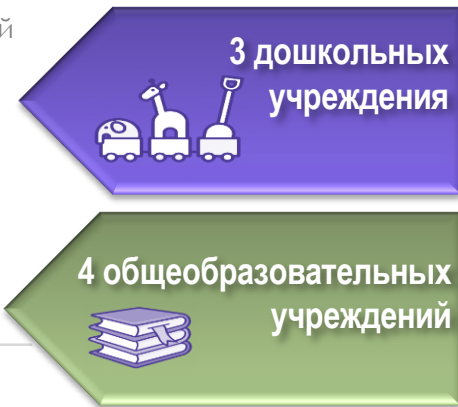 й
3 дошкольных
учреждения
4 общеобразовательных
учреждений